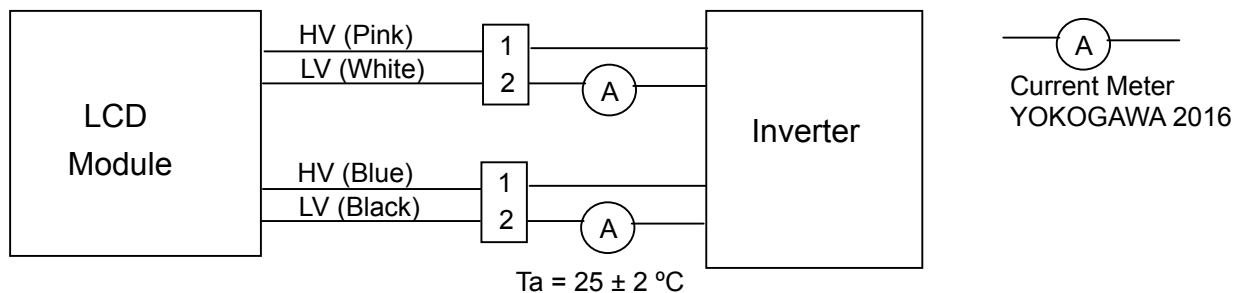 HV (Pink)
1
LV (White)
2
A
LCD
Module
Inverter
HV (Blue)
1
LV (Black)
2
A
Ta = 25 ± 2 ºC
A
Current Meter
YOKOGAWA 2016